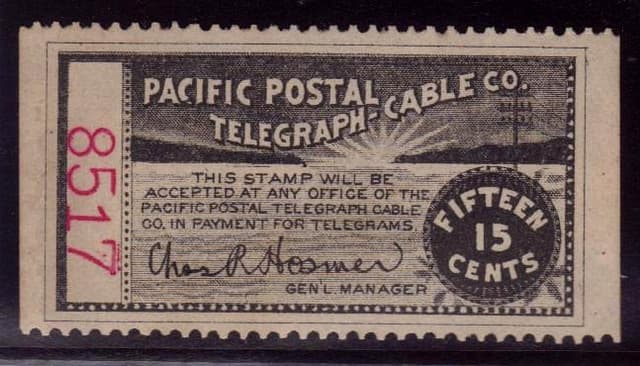 8517
PACIFIC POSTAL
TELEGRAPH-CABLE CO.
THIS STAMP WILL BE
ACCEPTED AT ANY OFFICE OF THE
PACIFIC POSTAL TELEGRAPH CABLE
CO. IN PAYMENT FOR TELEGRAMS
Chas R Hosmer
GEN'L. MANAGER
FIFTEEN
15
CENTS